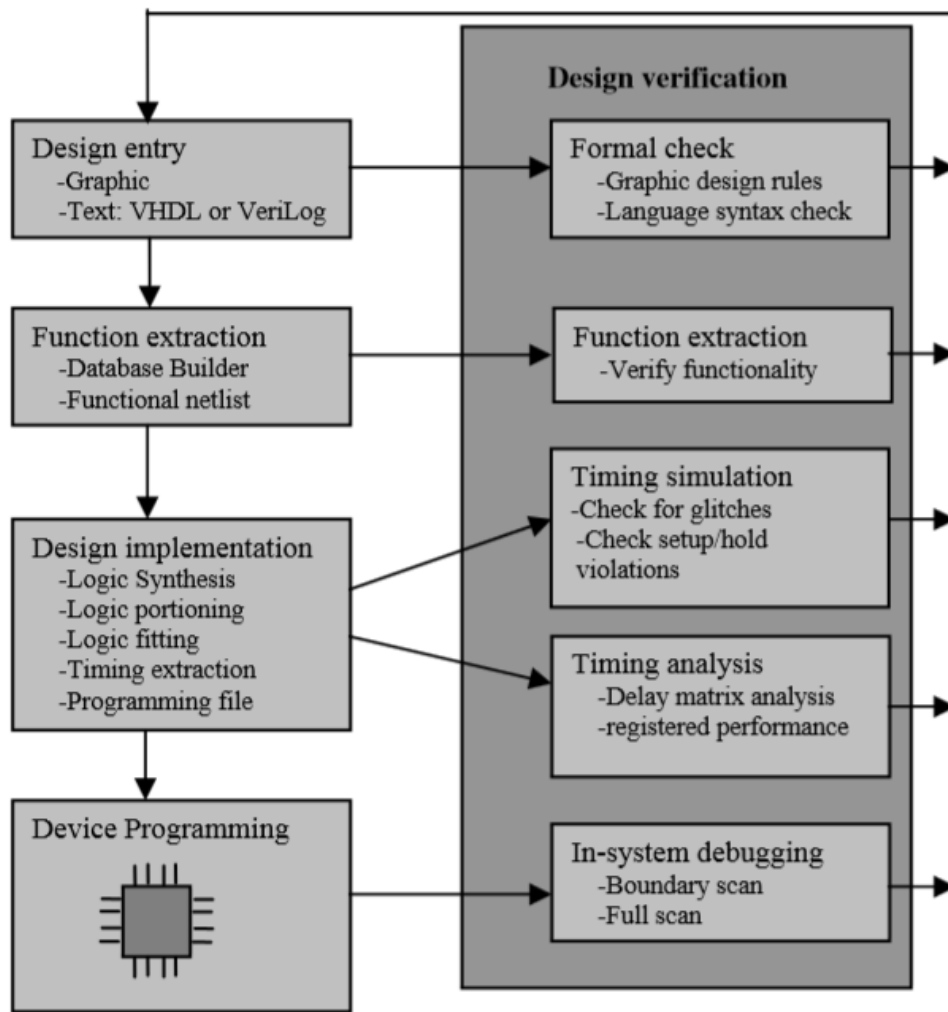 Design verification
Design entry
-Graphic
-Text: VHDL or VeriLog
Formal check
-Graphic design rules
-Language syntax check
Function extraction
-Database Builder
-Functional netlist
Function extraction
-Verify functionality
Design implementation
-Logic Synthesis
-Logic portioning
-Logic fitting
-Timing extraction
-Programming file
Timing simulation
-Check for glitches
-Check setup/hold
violations
Timing analysis
-Delay matrix analysis
-registered performance
Device Programming
In-system debugging
-Boundary scan
-Full scan